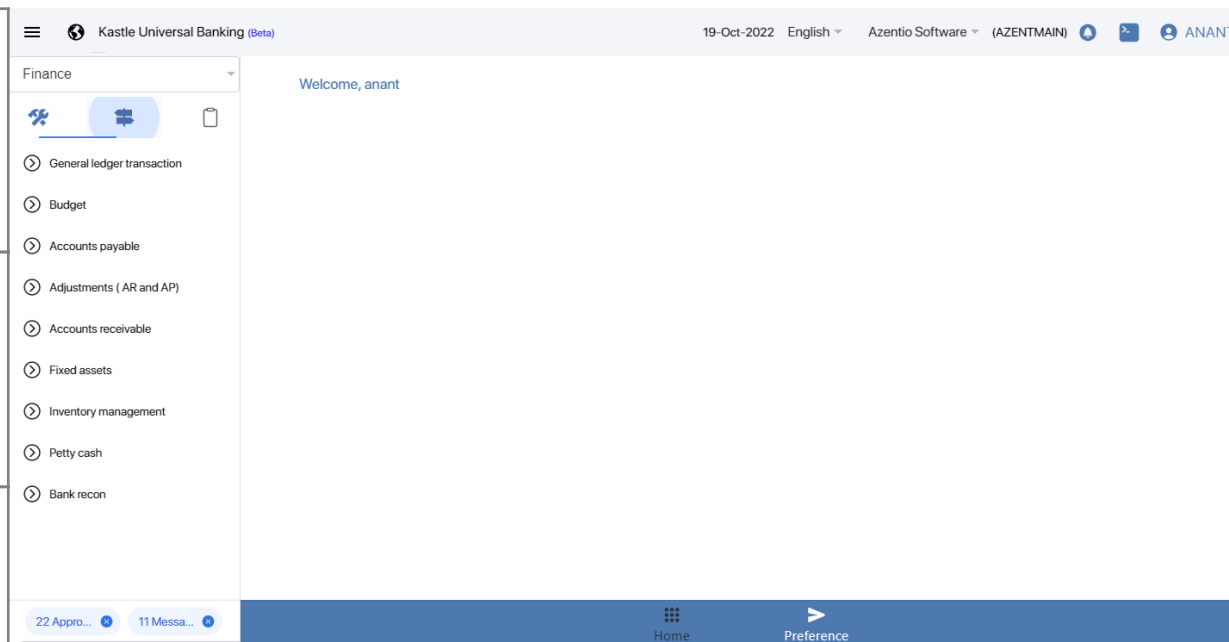 Kastle Universal Banking (Beta)
19-Oct-2022 English Azentio Software (AZENTMAIN) ANANT
Finance
Welcome, anant
General ledger transaction
Budget
Accounts payable
Adjustments ( AR and AP)
Accounts receivable
Fixed assets
Inventory management
Petty cash
Bank recon
22 Appro... 11 Messa...
Home Preference